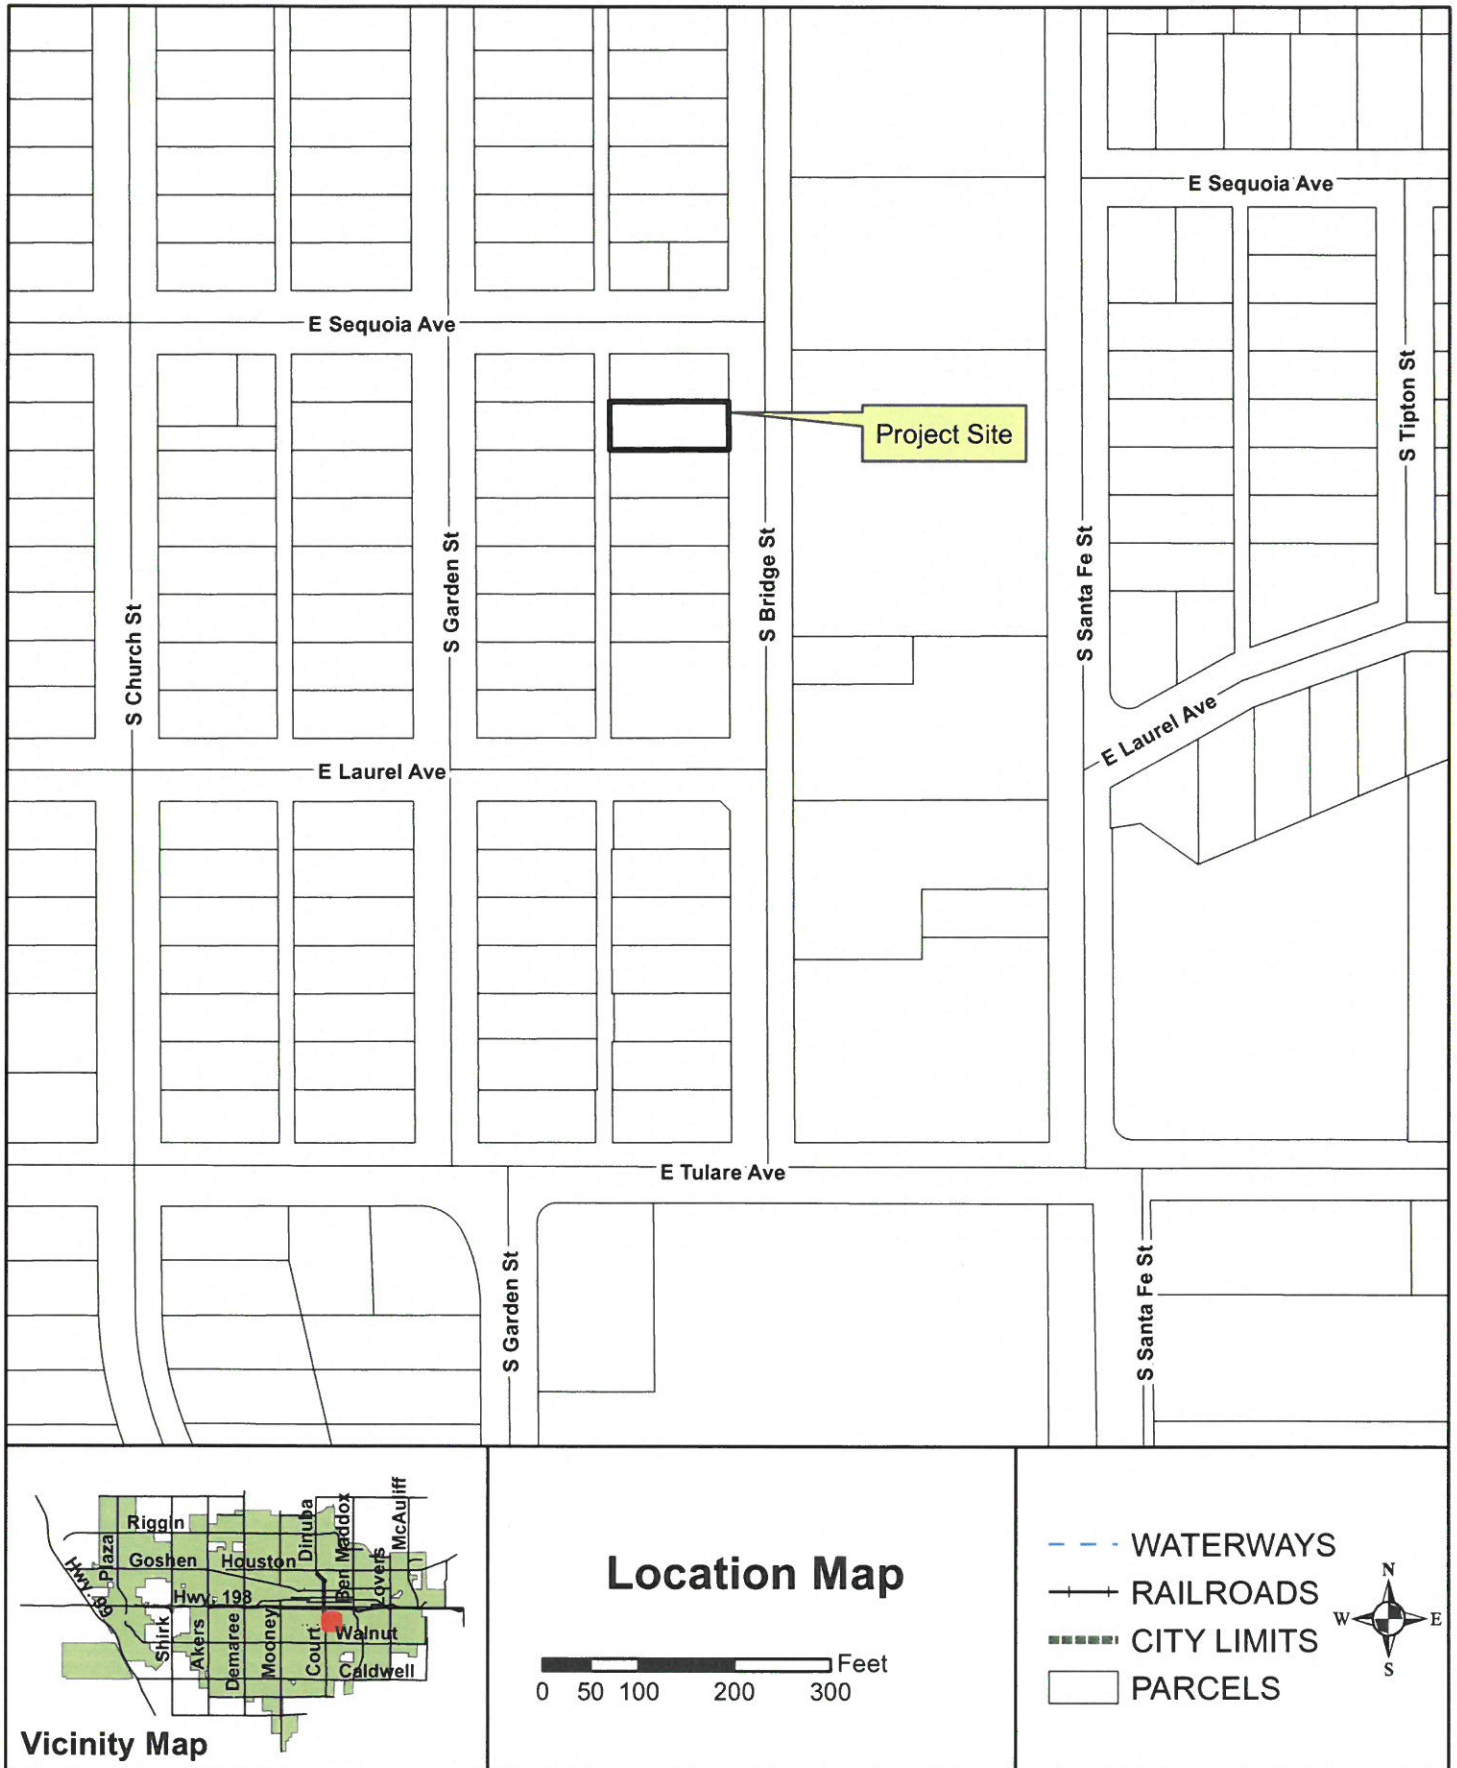 E Sequoia Ave
E Sequoia Ave
Project Site
S Tipton St
S Garden St
S Bridge St
S Santa Fe St
S Church St
E Laurel Ave
E Laurel Ave
E Tulare Ave
S Garden St
S Santa Fe St
Riggin
Goshen
Houston
Hwy. 198
Hwy. 99
Plaza
Shirk
Akers
Demaree
Mooney
Court
Dinuba
Ben Maddox
Lovers
McAuliff
Walnut
Caldwell
Vicinity Map
Location Map
Feet
0 50 100 200 300
WATERWAYS
RAILROADS
CITY LIMITS
PARCELS
N
W E
S